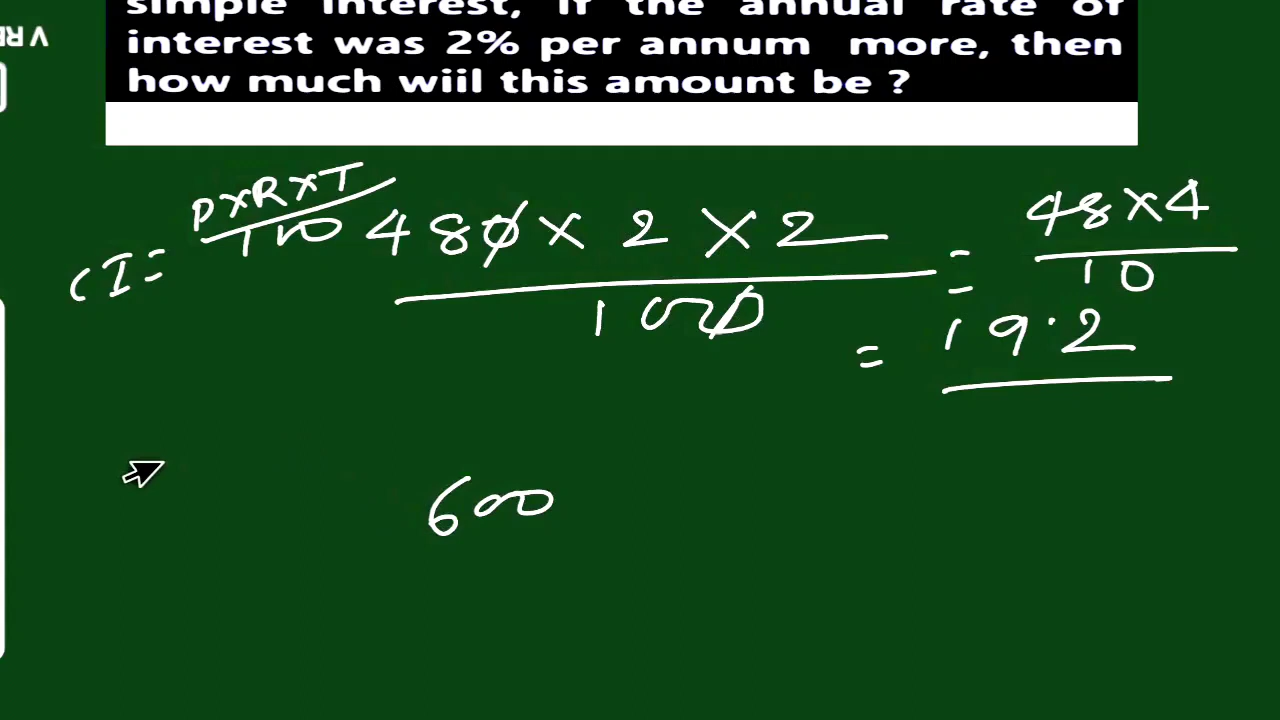 simple interest, if the annual rate of
interest was 2% per annum more, then
how much wiil this amount be ?
CI = P×R×T / 100 480 × 2 × 2 / 100 = 48×4 / 10
= 19.2
600